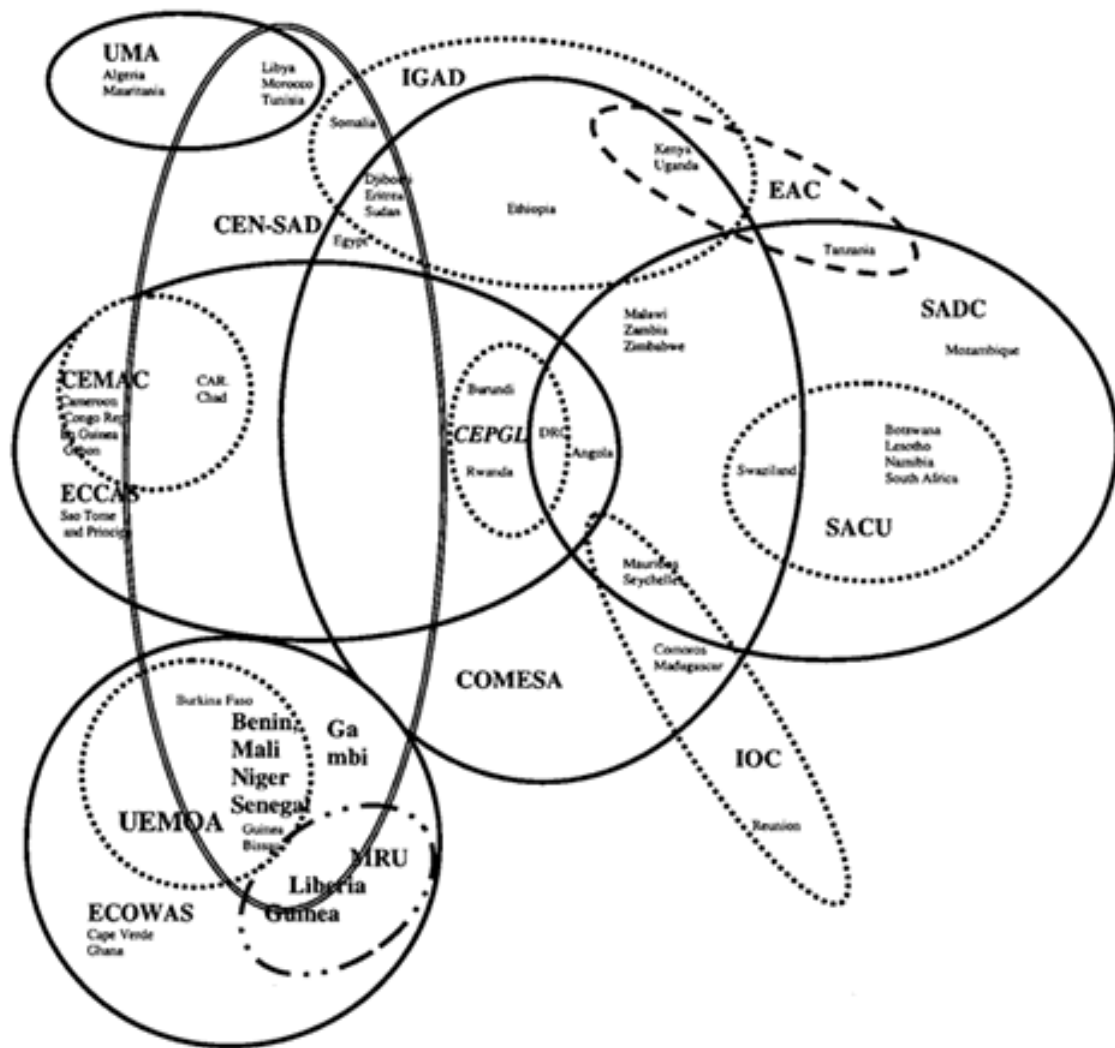 UMA
Algeria
Mauritania
Libya
Morocco
Tunisia
IGAD
Somalia
Kenya
Uganda
EAC
Djibouti
Eritrea
Sudan
Ethiopia
CEN-SAD
Egypt
Tanzania
SADC
Malawi
Zambia
Zimbabwe
Mozambique
CEMAC
Cameroon
Congo Rep
Eq Guinea
Gabon
CAR.
Chad
Burundi
CEPGL
DRC
Rwanda
Angola
Botswana
Lesotho
Namibia
South Africa
Swaziland
SACU
ECCAS
Sao Tome
and Principe
Mauritius
Seychelles
Comoros
Madagascar
COMESA
IOC
Reunion
Burkina Faso
Benin,
Mali
Niger
Senegal
Ga
mbi
UEMOA
Guinea
Bissau
MRU
Liberia
Guinea
ECOWAS
Cape Verde
Ghana